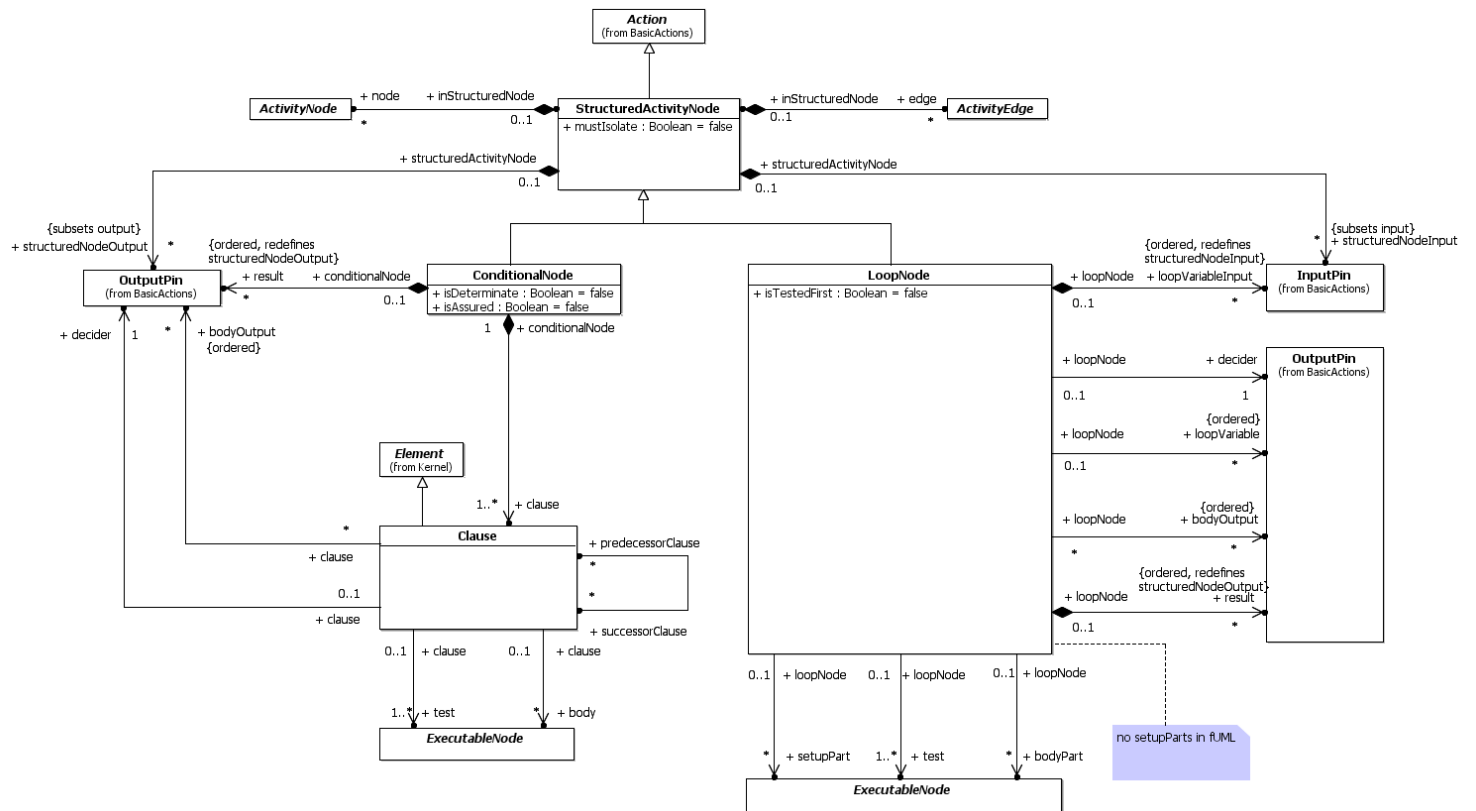 Action
(from BasicActions)
ActivityNode
+ node
+ inStructuredNode
*
0..1
StructuredActivityNode
+ mustIsolate : Boolean = false
+ inStructuredNode
+ edge
0..1
*
ActivityEdge
+ structuredActivityNode
0..1
+ structuredActivityNode
0..1
{subsets output}
+ structuredNodeOutput
*
{subsets input}
* + structuredNodeInput
OutputPin
(from BasicActions)
{ordered, redefines
structuredNodeOutput}
+ result
+ conditionalNode
*
0..1
ConditionalNode
+ isDeterminate : Boolean = false
+ isAssured : Boolean = false
1
+ conditionalNode
LoopNode
+ isTestedFirst : Boolean = false
{ordered, redefines
structuredNodeInput}
+ loopNode
+ loopVariableInput
0..1
*
InputPin
(from BasicActions)
+ decider
1
*
+ bodyOutput
{ordered}
OutputPin
(from BasicActions)
+ loopNode
+ decider
0..1
1
{ordered}
+ loopNode
+ loopVariable
0..1
*
{ordered}
+ loopNode
+ bodyOutput
*
*
{ordered, redefines
structuredNodeOutput}
+ loopNode
+ result
0..1
*
Element
(from Kernel)
1..*
+ clause
Clause
*
+ clause
0..1
+ clause
+ predecessorClause
*
*
+ successorClause
0..1
+ clause
0..1
+ clause
1..*
+ test
*
+ body
ExecutableNode
0..1
+ loopNode
0..1
+ loopNode
0..1
+ loopNode
*
+ setupPart
1..*
+ test
*
+ bodyPart
ExecutableNode
no setupParts in fUML